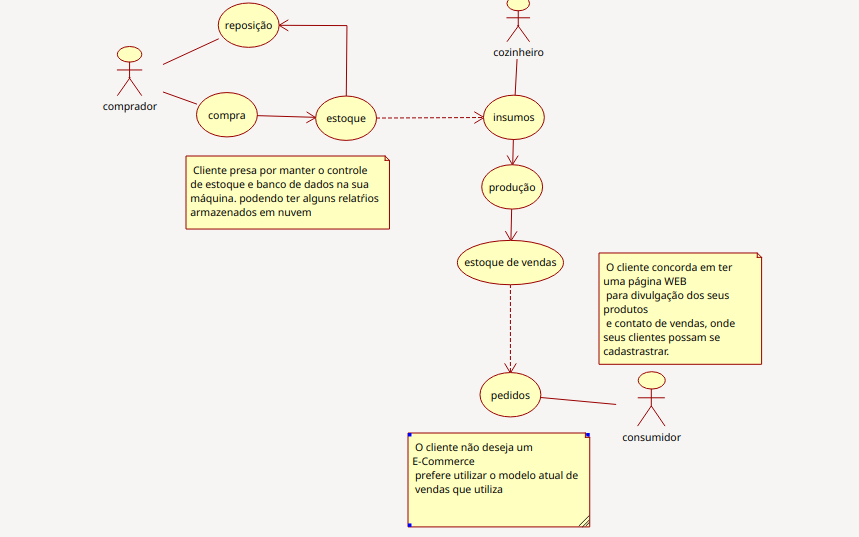 reposição
cozinheiro
comprador
compra
estoque
insumos
Cliente presa por manter o controle
de estoque e banco de dados na sua
máquina. podendo ter alguns relatŕios
armazenados em nuvem
produção
estoque de vendas
O cliente concorda em ter
uma página WEB
para divulgação dos seus
produtos
e contato de vendas, onde
seus clientes possam se
cadastrastrar.
pedidos
consumidor
O cliente não deseja um
E-Commerce
prefere utilizar o modelo atual de
vendas que utiliza